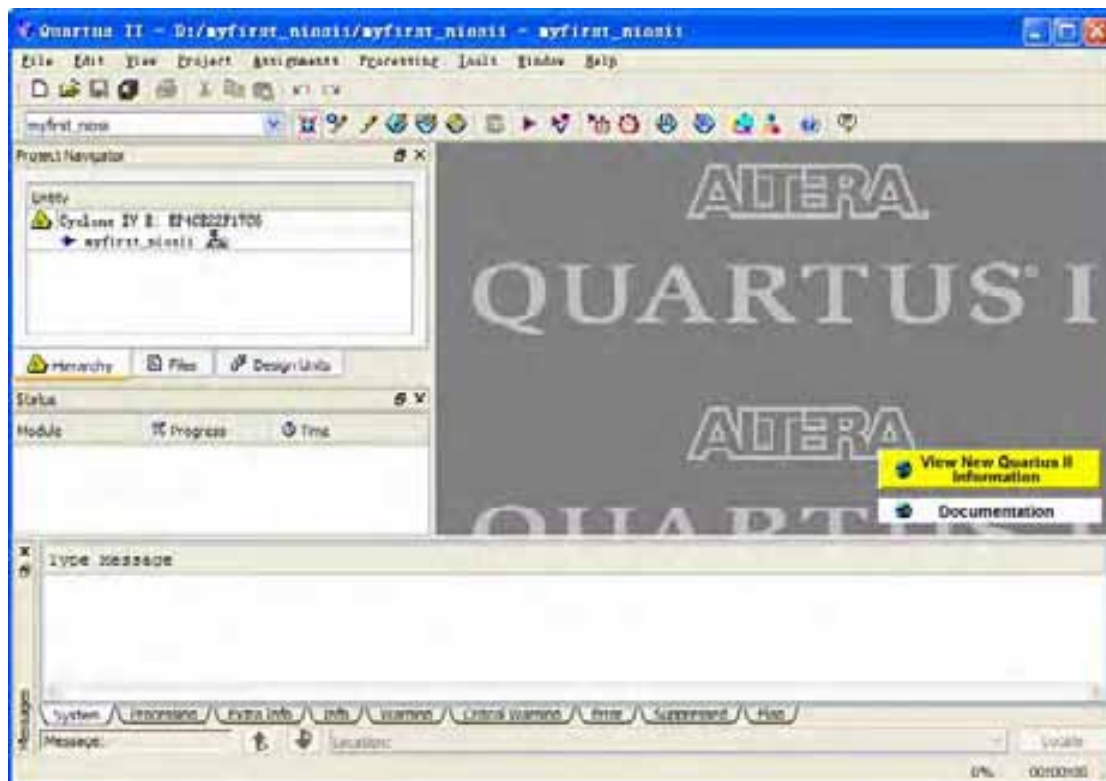 Quartus II - D:/myfirst_niosii/myfirst_niosii - myfirst_niosii
File Edit View Project Assignments Processing Tools Window Help
myfirst_niosii
Project Navigator
Entity
Cyclone IV E: EP4CE22F17C6
myfirst_niosii
Hierarchy Files Design Units
Status
Module Progress Time
ALTERA
QUARTUS I
ALTERA
QUARTUS I
View New Quartus II
Information
Documentation
Type Message
Messages
System Processing Extra Info Info Warning Critical Warning Error Suppressed Flag
Message: Location: Locate
0% 00:00:00